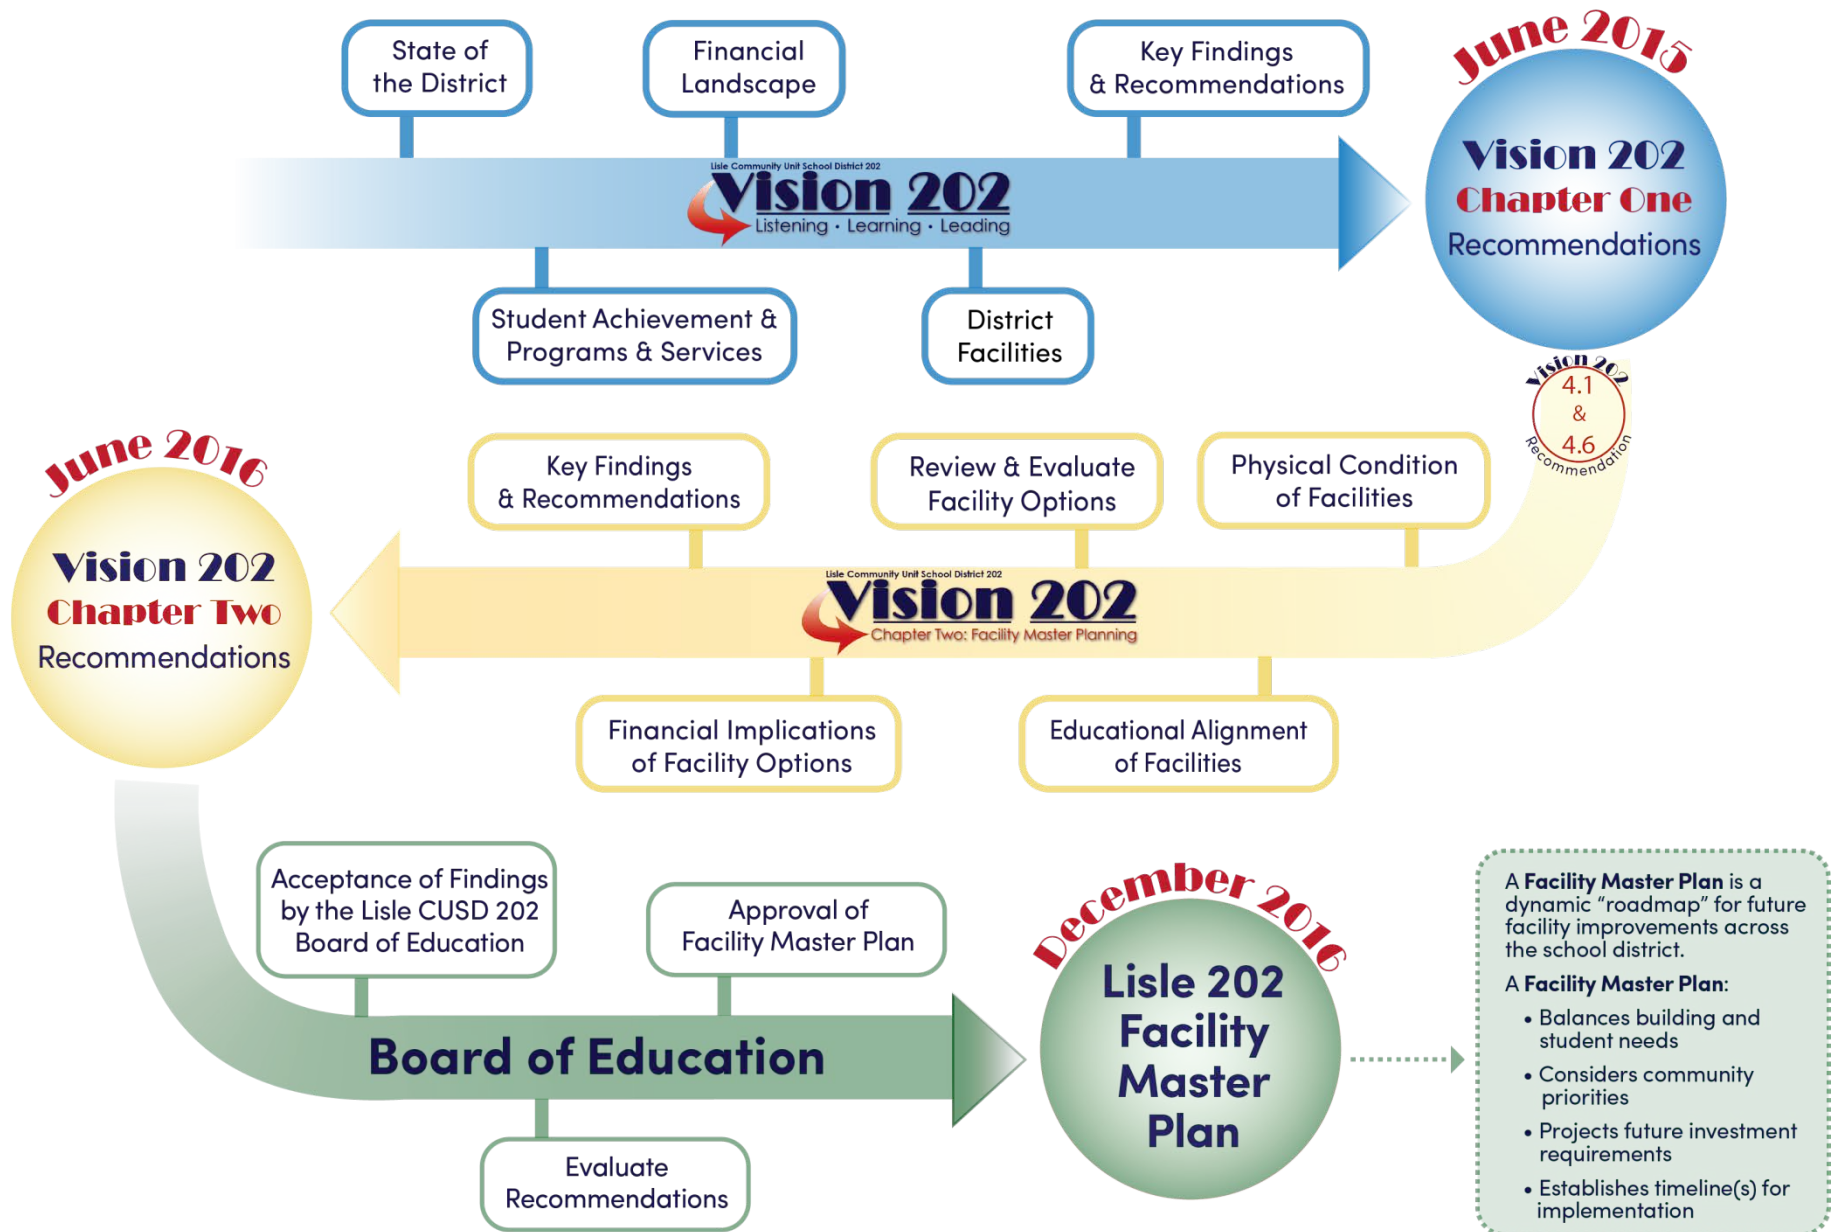 State of
the District
Financial
Landscape
Key Findings
& Recommendations
Lisle Community Unit School District 202
Vision 202
Listening · Learning · Leading
Student Achievement &
Programs & Services
District
Facilities
June 2015
Vision 202
Chapter One
Recommendations
Vision 202
4.1
&
4.6
Recommendation
Physical Condition
of Facilities
Review & Evaluate
Facility Options
Key Findings
& Recommendations
Lisle Community Unit School District 202
Vision 202
Chapter Two: Facility Master Planning
Educational Alignment
of Facilities
Financial Implications
of Facility Options
June 2016
Vision 202
Chapter Two
Recommendations
Acceptance of Findings
by the Lisle CUSD 202
Board of Education
Approval of
Facility Master Plan
Board of Education
Evaluate
Recommendations
December 2016
Lisle 202
Facility
Master
Plan
A Facility Master Plan is a
dynamic “roadmap” for future
facility improvements across
the school district.
A Facility Master Plan:
• Balances building and
student needs
• Considers community
priorities
• Projects future investment
requirements
• Establishes timeline(s) for
implementation